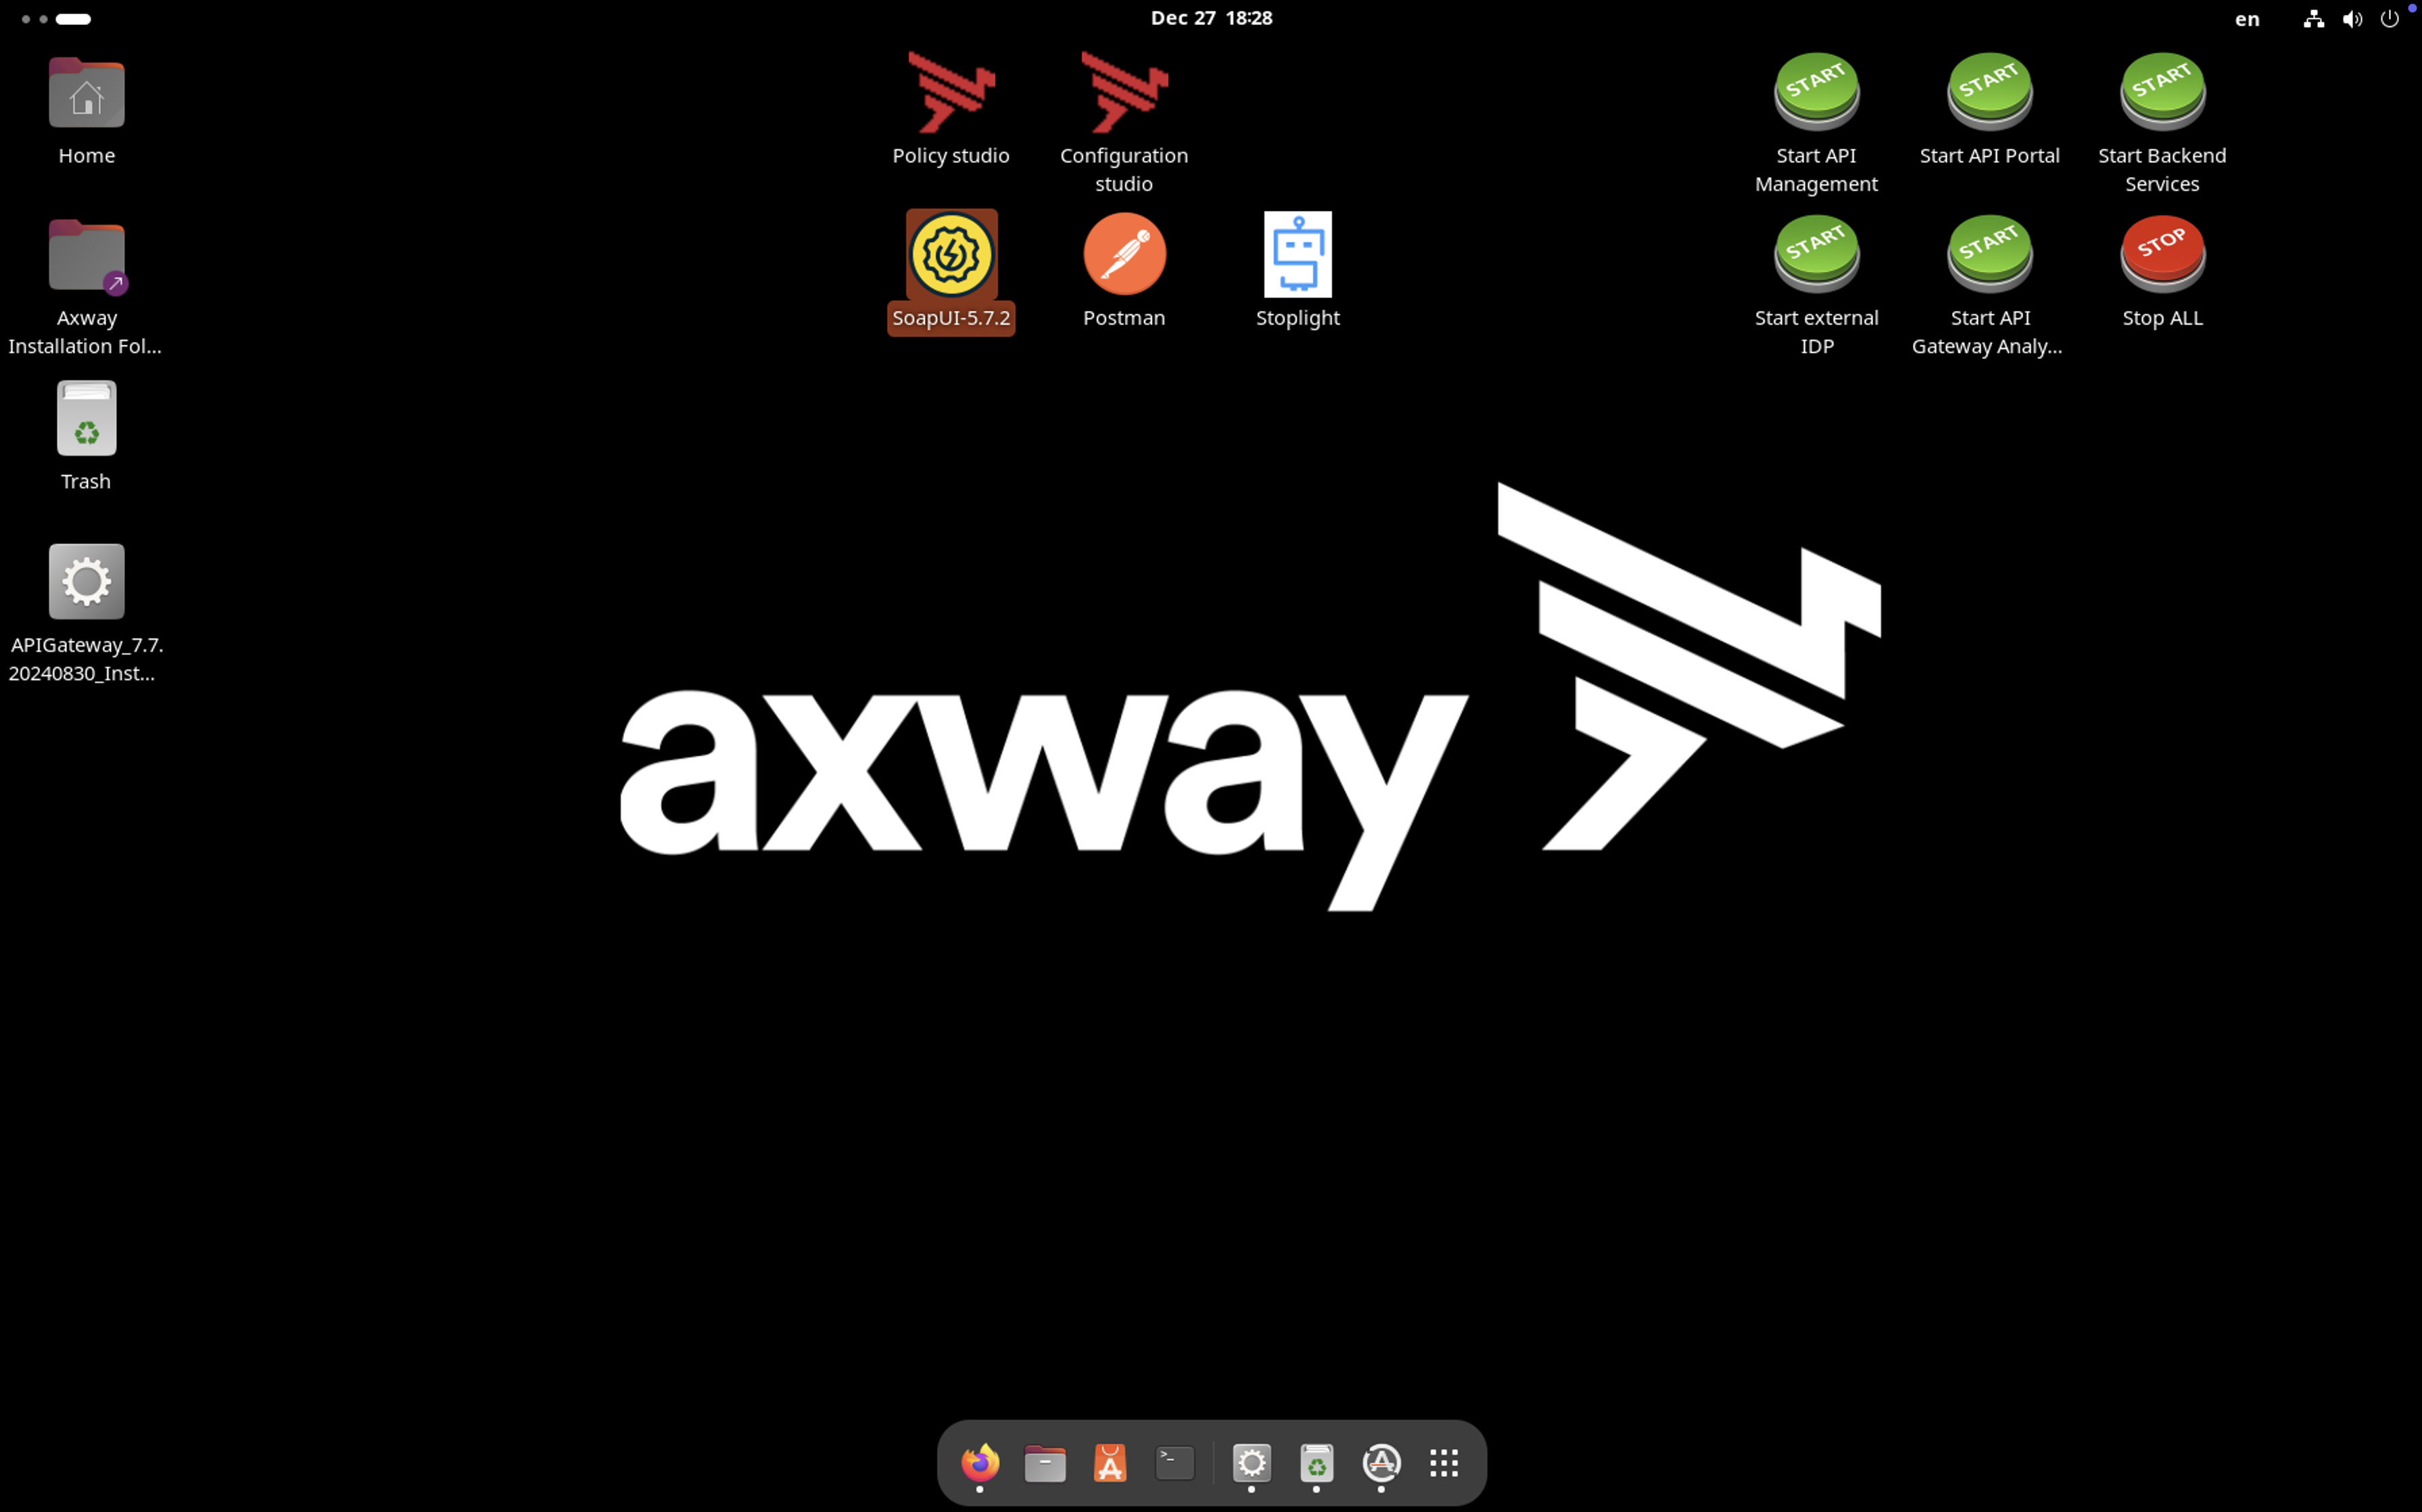 Dec 27 18:28
en
Home
Policy studio
Configuration
studio
START
Start API
Management
START
Start API Portal
START
Start Backend
Services
Axway
Installation Fol...
SoapUI-5.7.2
Postman
Stoplight
START
Start external
IDP
START
Start API
Gateway Analy...
STOP
Stop ALL
Trash
APIGateway_7.7.
20240830_Inst...
axway
>_